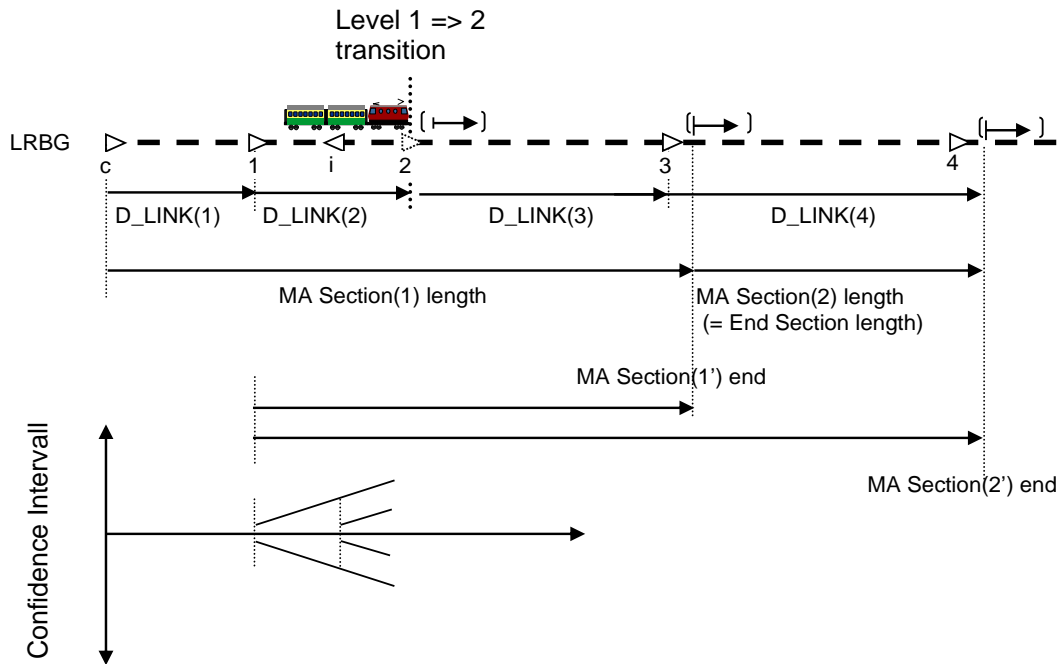 Level 1 => 2
transition
LRBG
c
1
i
2
3
4
D_LINK(1)
D_LINK(2)
D_LINK(3)
D_LINK(4)
MA Section(1) length
MA Section(2) length
(= End Section length)
MA Section(1') end
MA Section(2') end
Confidence Intervall